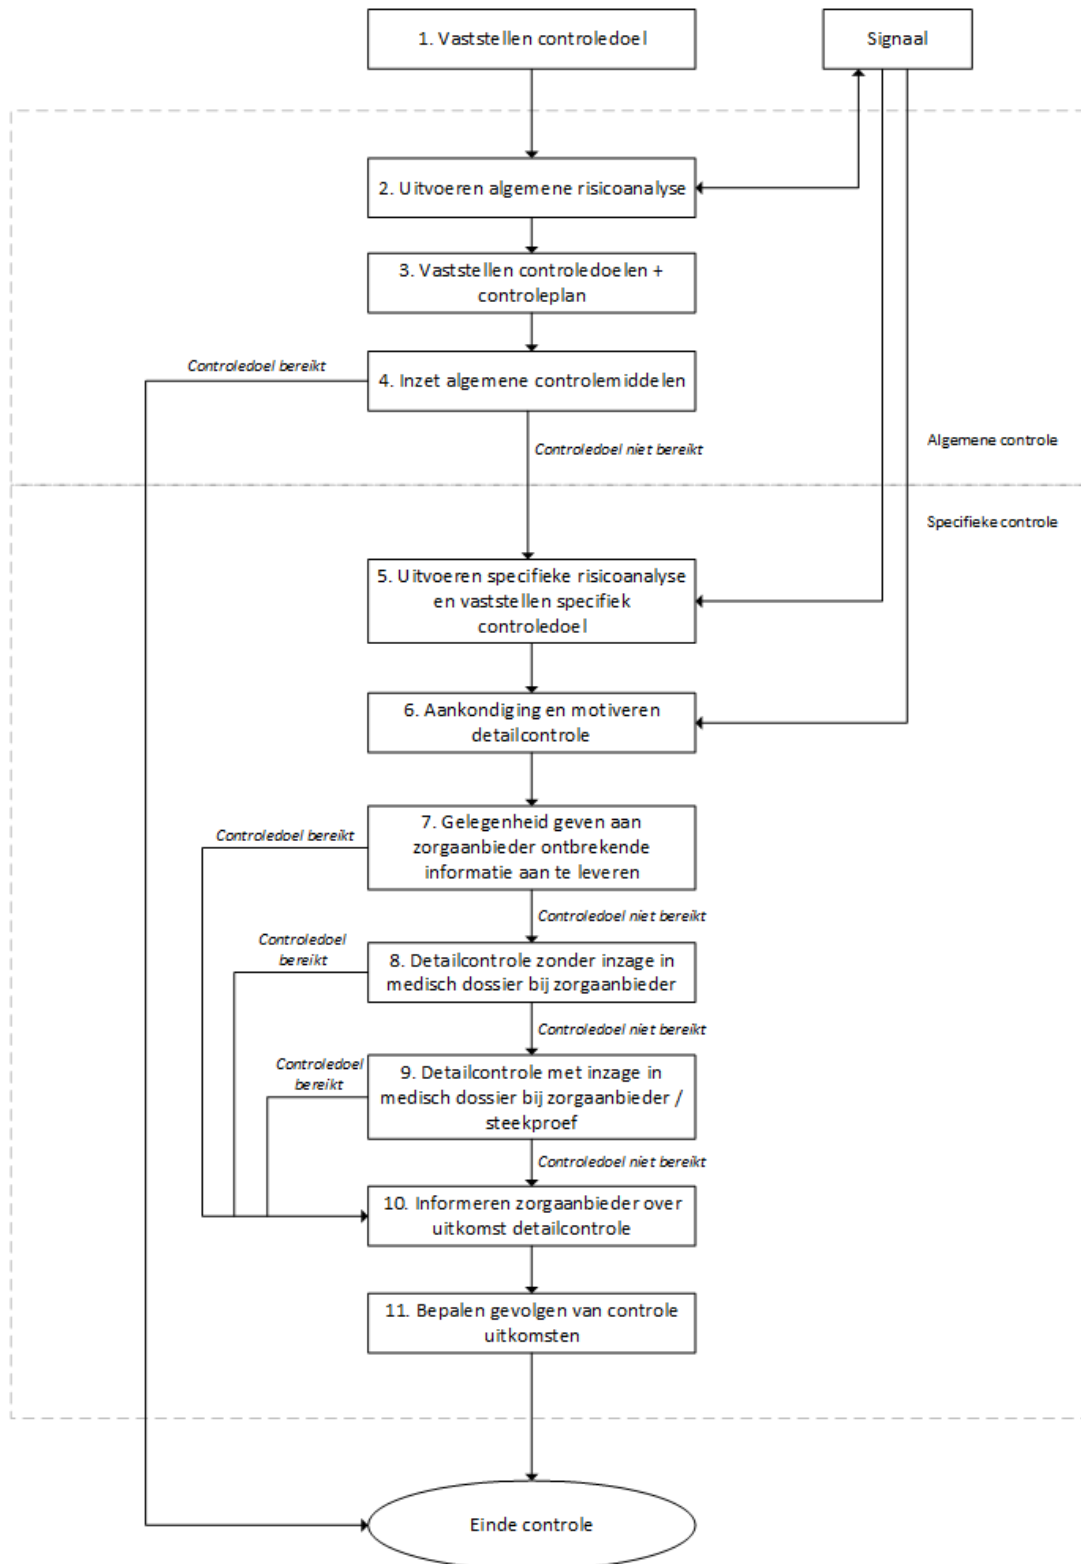 1. Vaststellen controledoel
Signaal
2. Uitvoeren algemene risicoanalyse
3. Vaststellen controledoelen +
controleplan
Controledoel bereikt
4. Inzet algemene controlemiddelen
Controledoel niet bereikt
Algemene controle
Specifieke controle
5. Uitvoeren specifieke risicoanalyse
en vaststellen specifiek
controledoel
6. Aankondiging en motiveren
detailcontrole
Controledoel bereikt
7. Gelegenheid geven aan
zorgaanbieder ontbrekende
informatie aan te leveren
Controledoel niet bereikt
Controledoel
bereikt
8. Detailcontrole zonder inzage in
medisch dossier bij zorgaanbieder
Controledoel niet bereikt
Controledoel
bereikt
9. Detailcontrole met inzage in
medisch dossier bij zorgaanbieder /
steekproef
Controledoel niet bereikt
10. Informeren zorgaanbieder over
uitkomst detailcontrole
11. Bepalen gevolgen van controle
uitkomsten
Einde controle